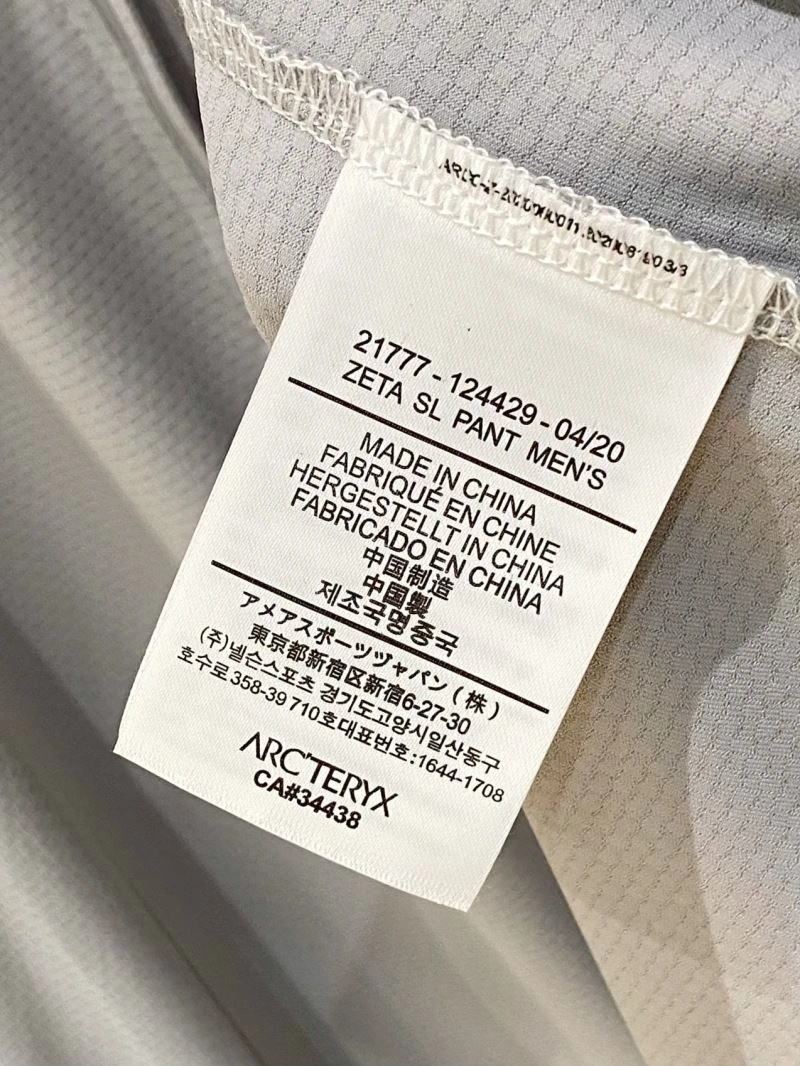 21777 - 124429 - 04/20
ZETA SL PANT MEN'S
MADE IN CHINA
FABRIQUÉ EN CHINE
HERGESTELLT IN CHINA
FABRICADO EN CHINA
中国制造
中国製
제조국명중국
アメアスポーツヅャパン (株)
東京都新宿区新宿6-27-30
(주)넬슨스포츠 경기도고양시일산동구
호수로 358-39 710호대표번호:1644-1708
ARC'TERYX
CA#34438